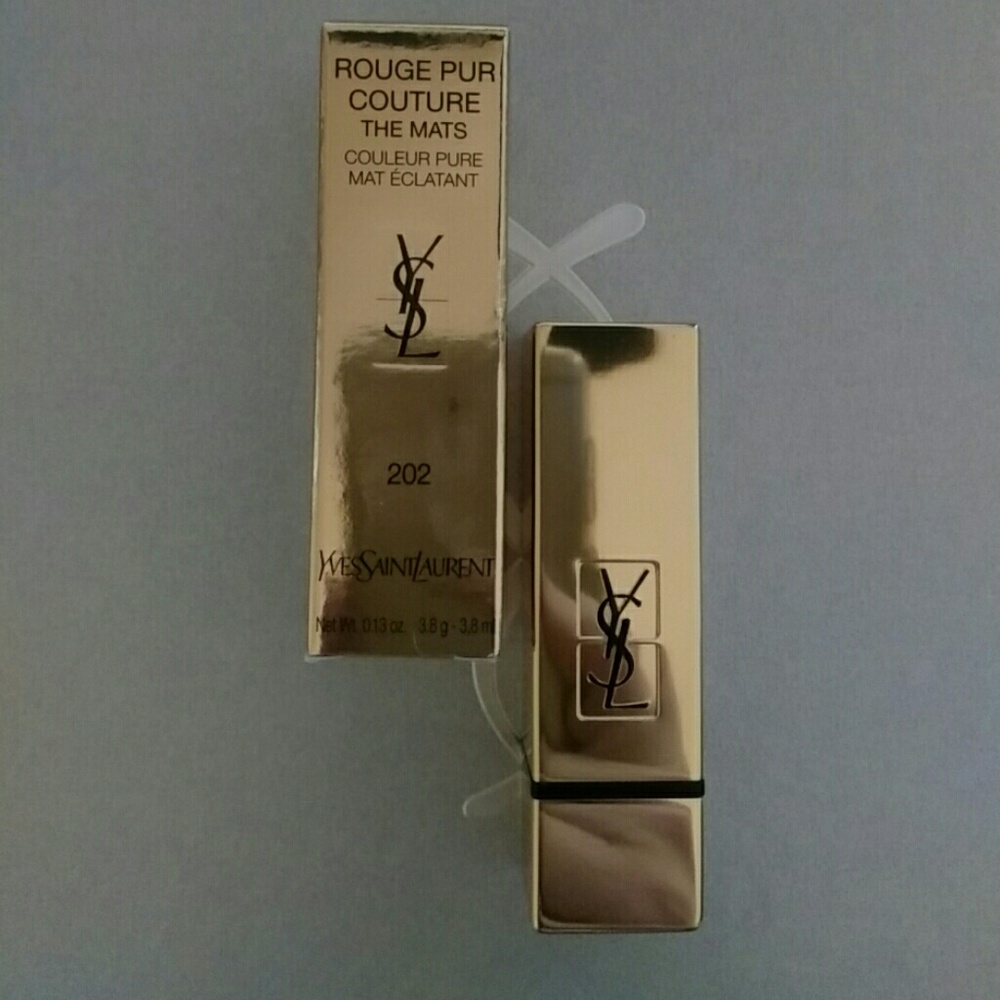 ROUGE PUR
COUTURE
THE MATS
COULEUR PURE
MAT ÉCLATANT
YSL
202
YVESSAINTLAURENT
Net Wt. 0.13 oz. 3.8 g - 3,8 ml
YSL